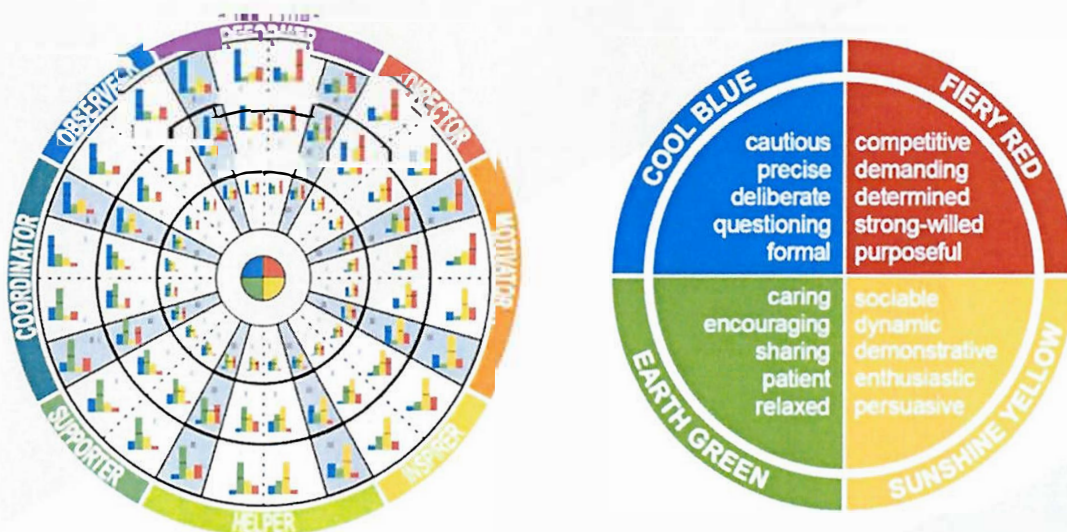 REFORMER
OBSERVER
DIRECTOR
COORDINATOR
MOTIVATOR
SUPPORTER
INSPIRER
HELPER
COOL BLUE
FIERY RED
cautious
precise
deliberate
questioning
formal
competitive
demanding
determined
strong-willed
purposeful
caring
encouraging
sharing
patient
relaxed
sociable
dynamic
demonstrative
enthusiastic
persuasive
EARTH GREEN
SUNSHINE YELLOW